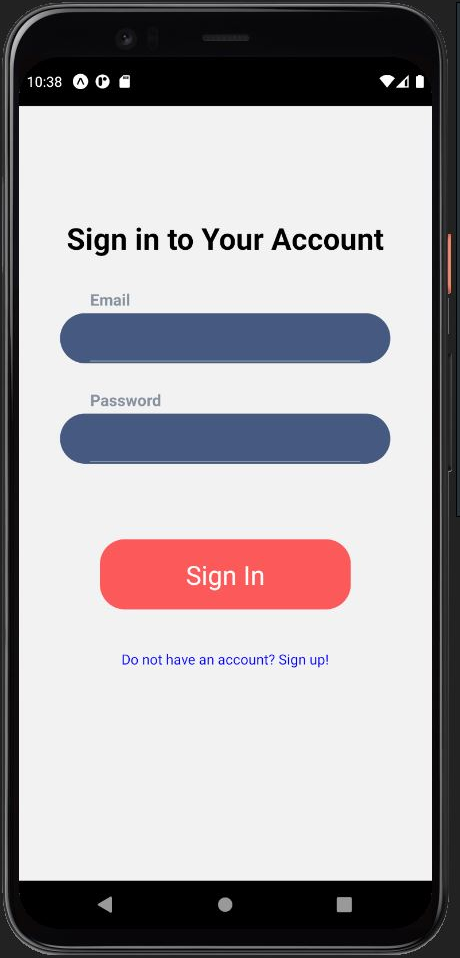 10:38
Sign in to Your Account
Email
Password
Sign In
Do not have an account? Sign up!